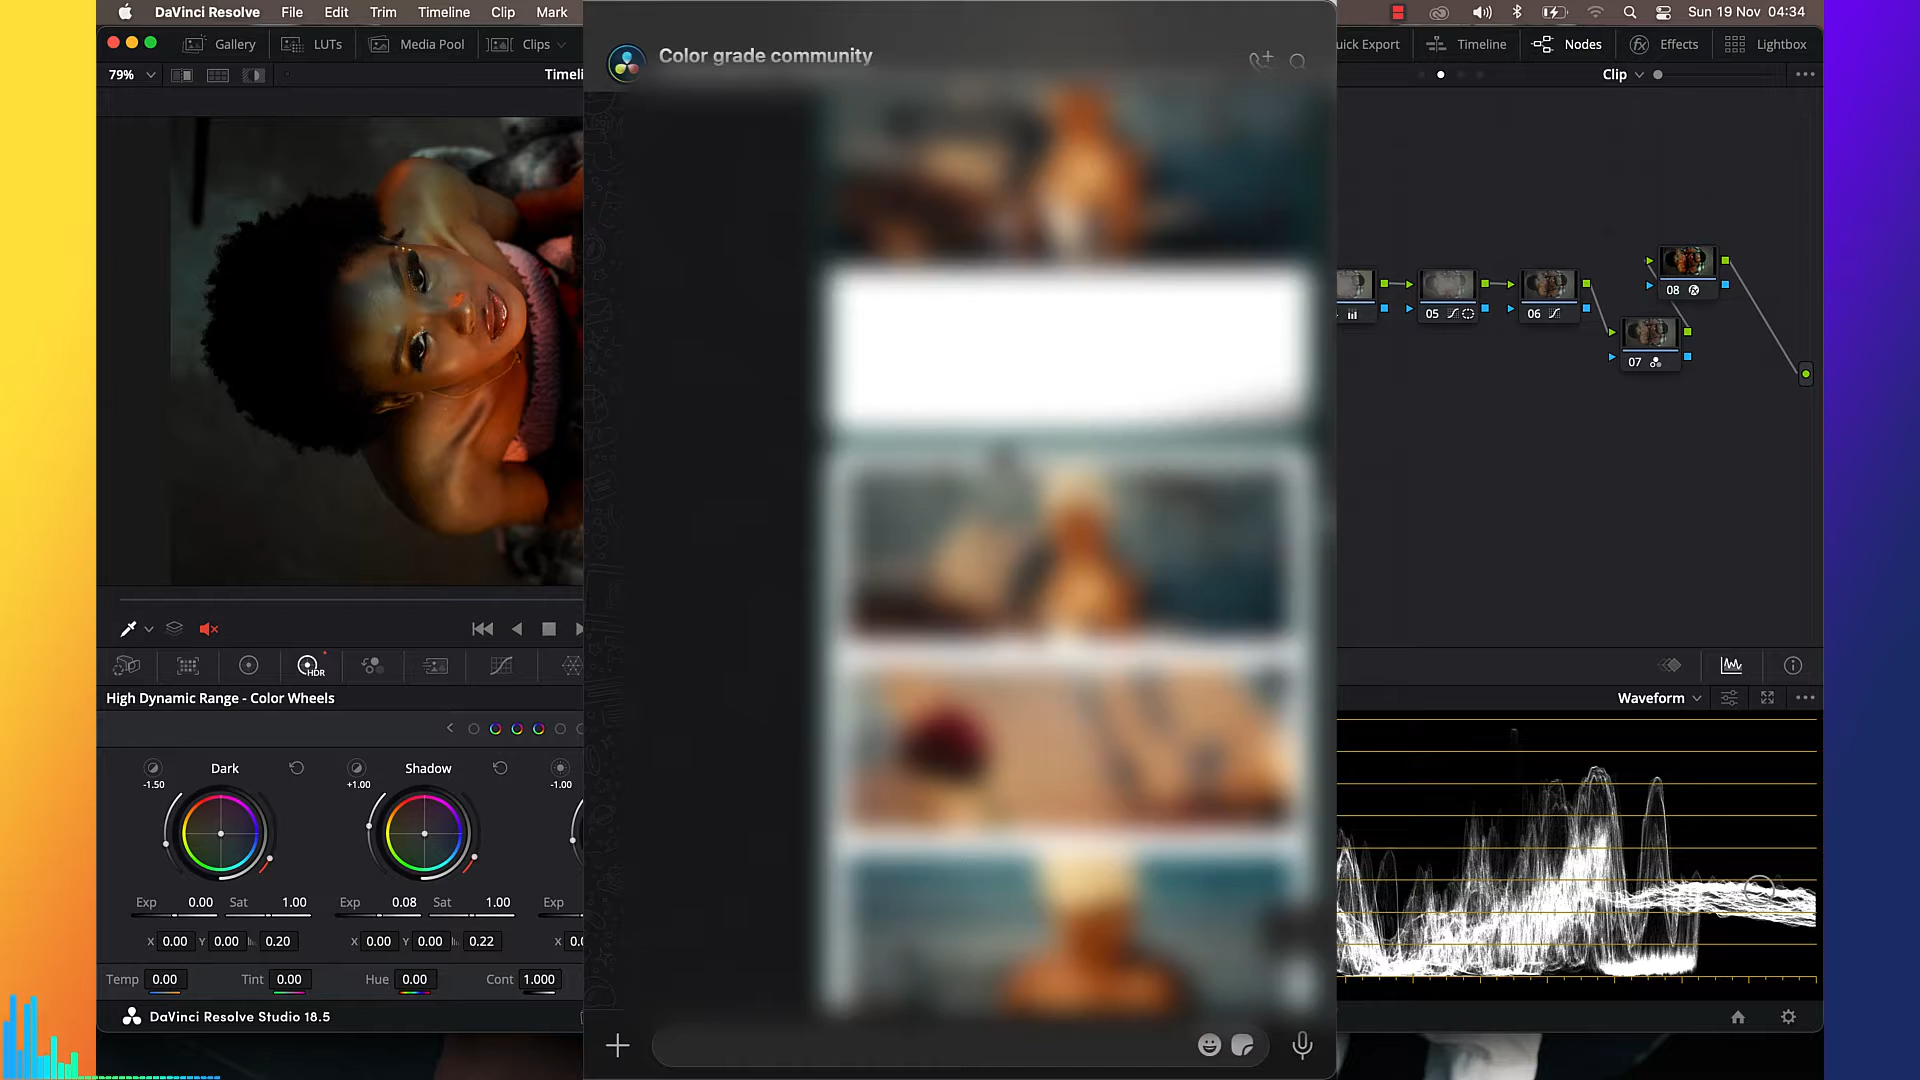 DaVinci Resolve File Edit Trim Timeline Clip Mark
Sun 19 Nov 04:34
Gallery LUTs Media Pool Clips
Color grade community
uick Export Timeline Nodes Effects Lightbox
79% Timeli
Clip
05 06 08
07
HDR
High Dynamic Range - Color Wheels
Waveform
Dark Shadow
-1.50 +1.00 -1.00
Exp 0.00 Sat 1.00 Exp 0.08 Sat 1.00 Exp
X 0.00 Y 0.00 0.20 X 0.00 Y 0.00 0.22 X 0.0
Temp 0.00 Tint 0.00 Hue 0.00 Cont 1.000
DaVinci Resolve Studio 18.5